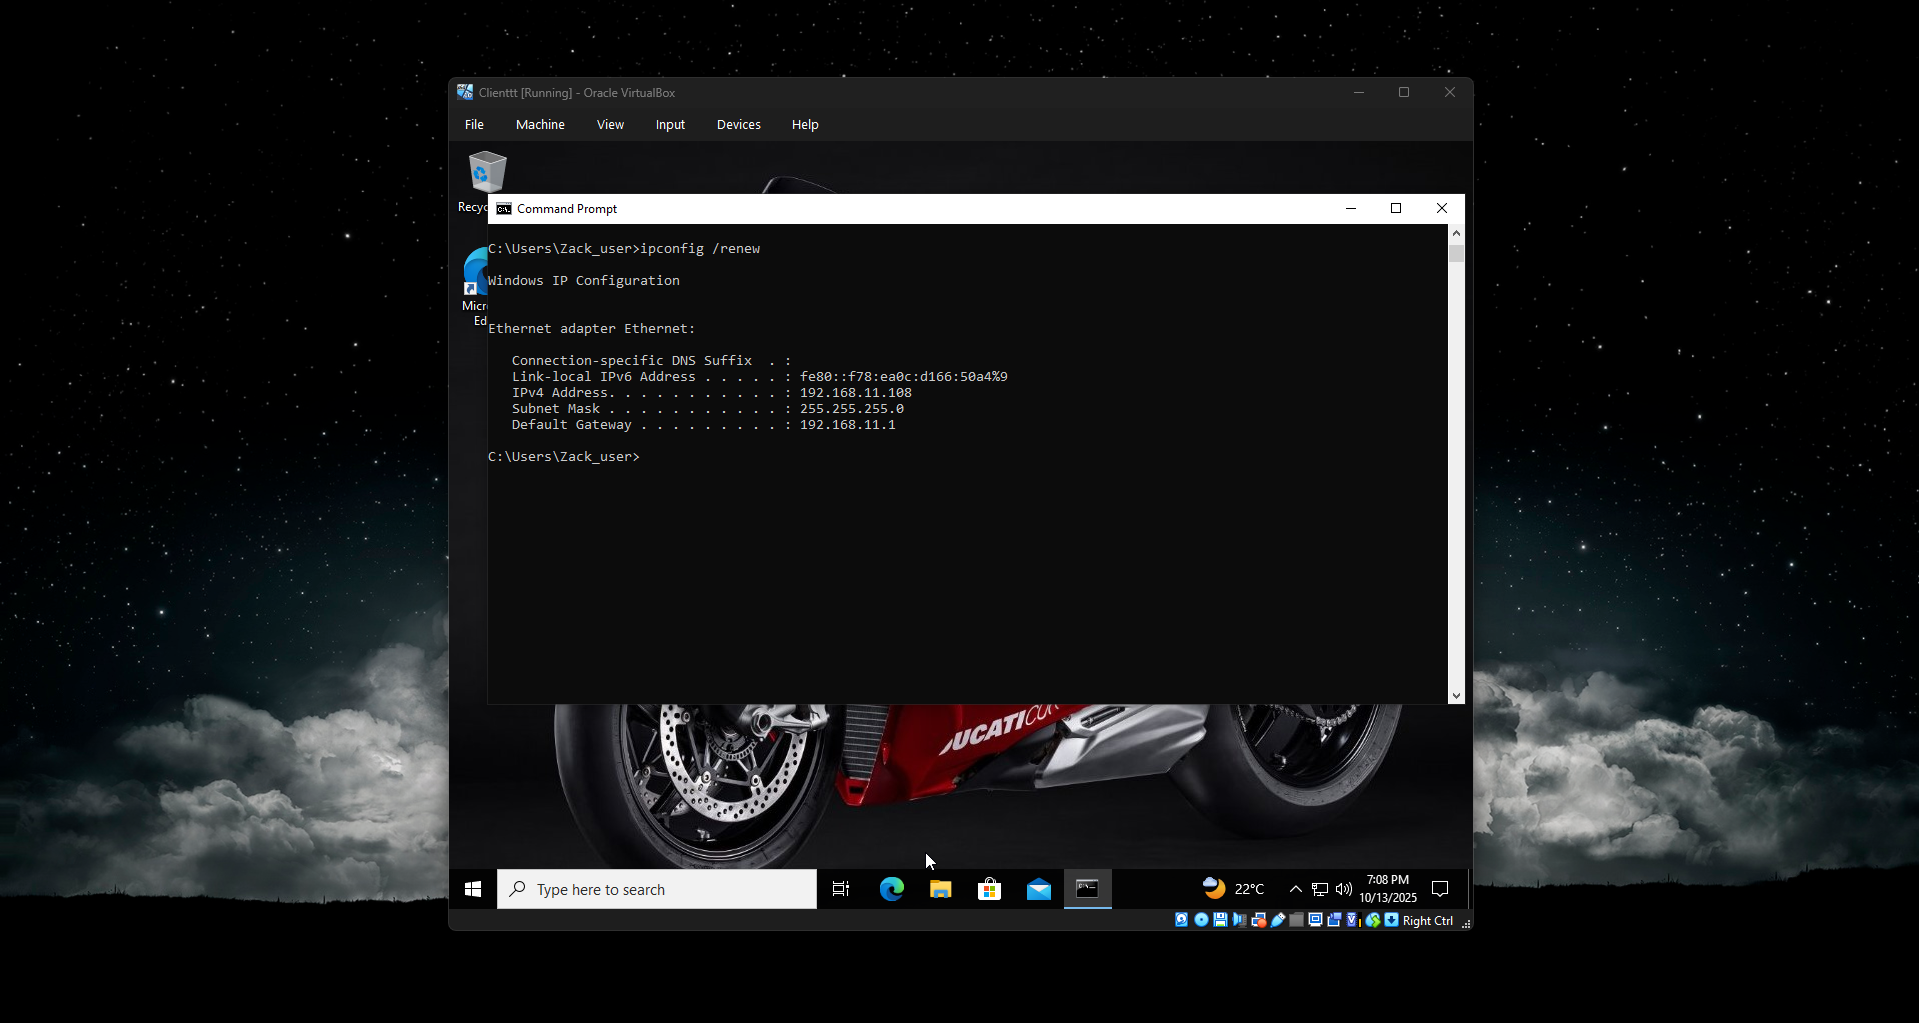 Clienttt [Running] - Oracle VirtualBox
File Machine View Input Devices Help
Recyc
Command Prompt
C:\Users\Zack_user>ipconfig /renew
Windows IP Configuration
Micr
Ed
Ethernet adapter Ethernet:
Connection-specific DNS Suffix . :
Link-local IPv6 Address . . . . . : fe80::f78:ea0c:d166:50a4%9
IPv4 Address. . . . . . . . . . . : 192.168.11.108
Subnet Mask . . . . . . . . . . . : 255.255.255.0
Default Gateway . . . . . . . . . : 192.168.11.1
C:\Users\Zack_user>
DUCATI COR
Type here to search
22°C
7:08 PM
10/13/2025
Right Ctrl